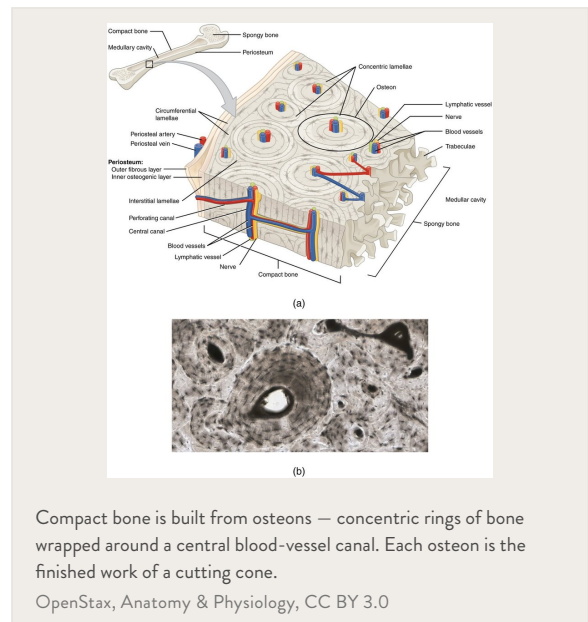 Compact bone
Medullary cavity
Spongy bone
Periosteum
Concentric lamellae
Osteon
Circumferential
lamellae
Lymphatic vessel
Nerve
Blood vessels
Periosteal artery
Periosteal vein
Trabeculae
Periosteum:
Outer fibrous layer
Inner osteogenic layer
Medullar cavity
Interstitial lamellae
Spongy bone
Perforating canal
Central canal
Blood vessels
Lymphatic vessel
Compact bone
Nerve
(a)
(b)
Compact bone is built from osteons — concentric rings of bone
wrapped around a central blood-vessel canal. Each osteon is the
finished work of a cutting cone.
OpenStax, Anatomy & Physiology, CC BY 3.0